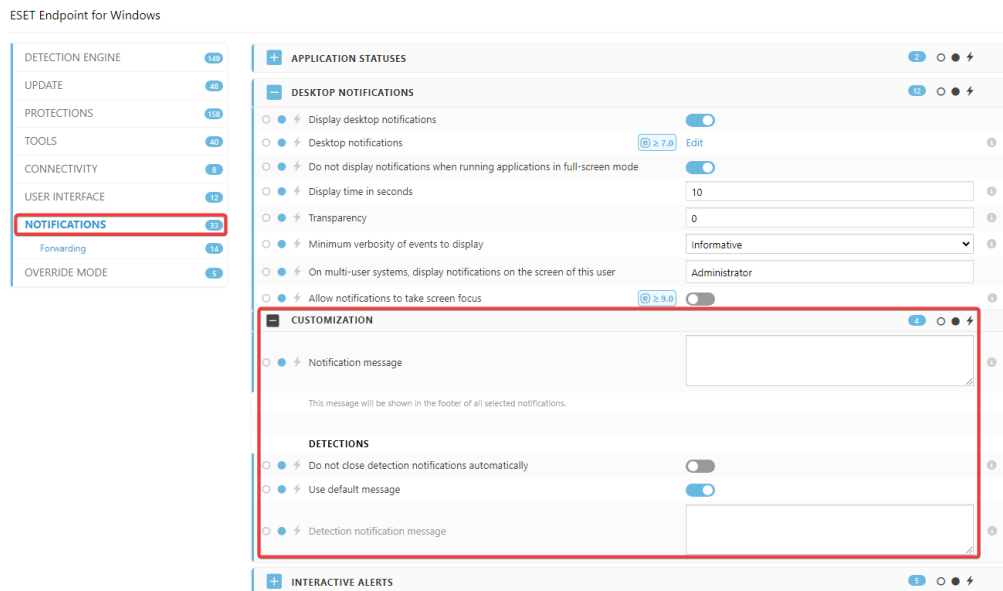 ESET Endpoint for Windows
DETECTION ENGINE 149
UPDATE 48
PROTECTIONS 158
TOOLS 40
CONNECTIVITY 8
USER INTERFACE 12
NOTIFICATIONS 33
Forwarding 14
OVERRIDE MODE 5
APPLICATION STATUSES 2
DESKTOP NOTIFICATIONS 12
Display desktop notifications
Desktop notifications ≥ 7.0 Edit
Do not display notifications when running applications in full-screen mode
Display time in seconds 10
Transparency 0
Minimum verbosity of events to display Informative
On multi-user systems, display notifications on the screen of this user Administrator
Allow notifications to take screen focus ≥ 9.0
CUSTOMIZATION 4
Notification message
This message will be shown in the footer of all selected notifications.
DETECTIONS
Do not close detection notifications automatically
Use default message
Detection notification message
INTERACTIVE ALERTS 5